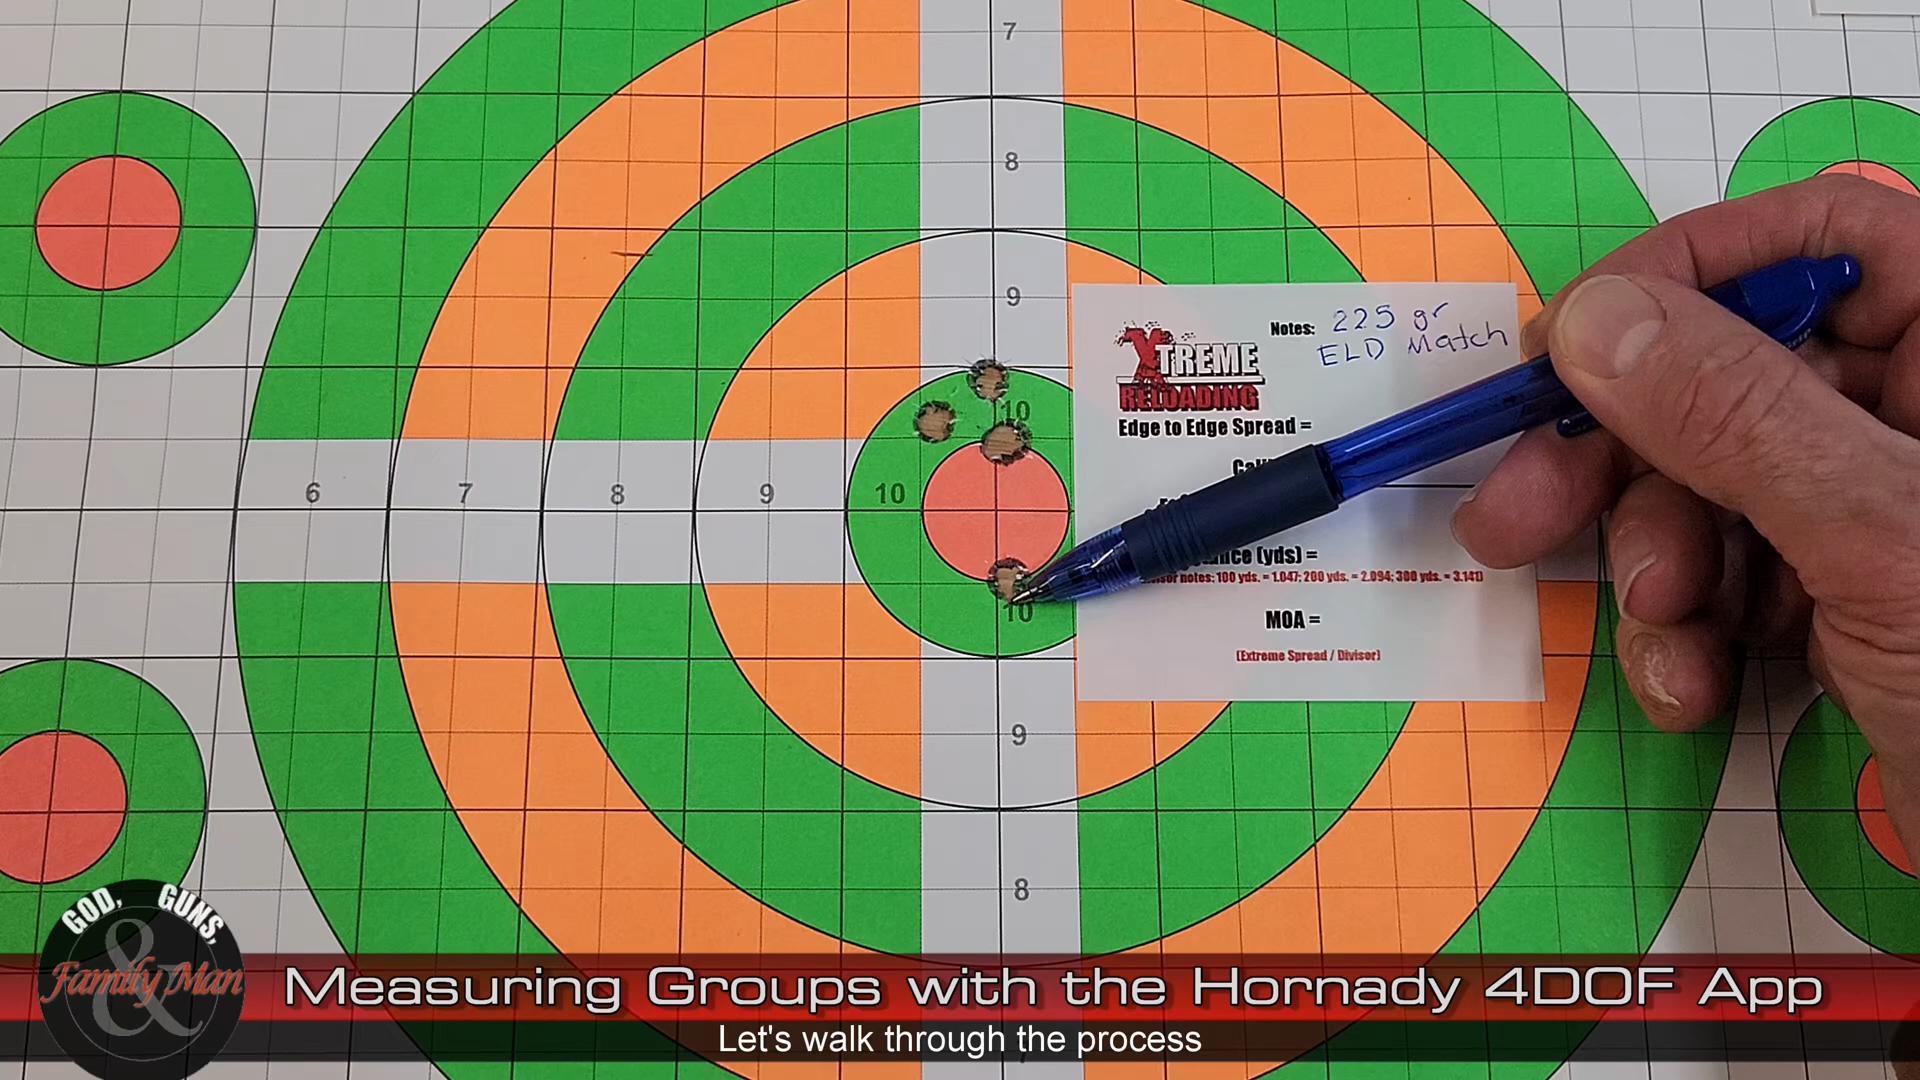 7
8
9
Notes: 225 gr
ELD Match
XTREME
RELOADING
10
Edge to Edge Spread =
6 7 8 9 10
(yds) =
notes: 100 yds. = 1.047; 200 yds. = 2.094; 300 yds. = 3.141)
10
MOA =
(Extreme Spread / Divisor)
9
8
GOD, GUNS,
&
Family Man
Measuring Groups with the Hornady 4DOF App
Let's walk through the process